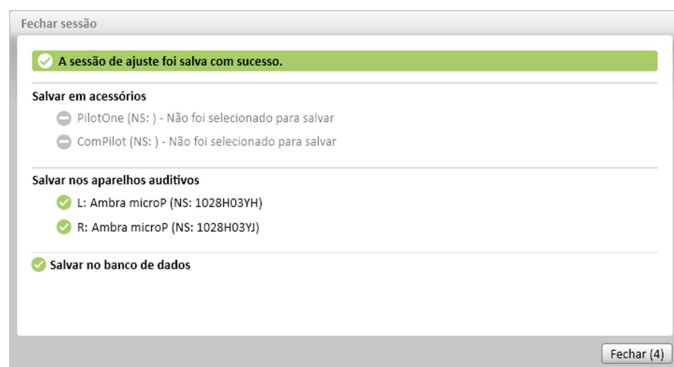 Fechar sessão
A sessão de ajuste foi salva com sucesso.
Salvar em acessórios
PilotOne (NS: ) - Não foi selecionado para salvar
ComPilot (NS: ) - Não foi selecionado para salvar
Salvar nos aparelhos auditivos
L: Ambra microP (NS: 1028H03YH)
R: Ambra microP (NS: 1028H03YJ)
Salvar no banco de dados
Fechar (4)